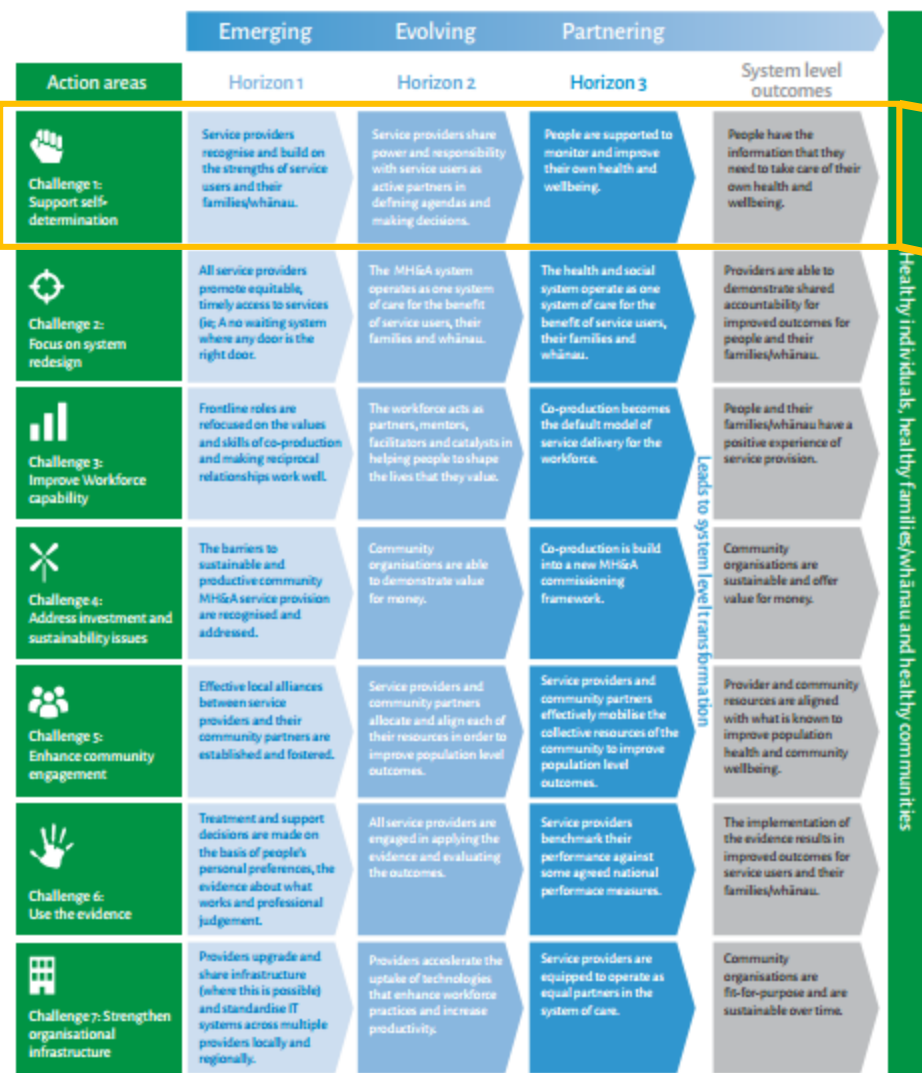 Emerging
Evolving
Partnering
Action areas
Horizon 1
Horizon 2
Horizon 3
System level
outcomes
Challenge 1:
Support self-
determination
Service providers
recognise and build on
the strengths of service
users and their
families/whānau.
Service providers share
power and responsibility
with service users as
active partners in
defining agendas and
making decisions.
People are supported to
monitor and improve
their own health and
wellbeing.
People have the
information that they
need to take care of their
own health and
wellbeing.
Challenge 2:
Focus on system
redesign
All service providers
promote equitable,
timely access to services
(ie; A no waiting system
where any door is the
right door.
The MH&A system
operates as one system
of care for the benefit
of service users, their
families and whānau.
The health and social
system operate as one
system of care for the
benefit of service users,
their families and
whānau.
Providers are able to
demonstrate shared
accountability for
improved outcomes for
people and their
families/whānau.
Challenge 3:
Improve Workforce
capability
Frontline roles are
refocused on the values
and skills of co-production
and making reciprocal
relationships work well.
The workforce acts as
partners, mentors,
facilitators and catalysts in
helping people to shape
the lives that they value.
Co-production becomes
the default model of
service delivery for the
workforce.
People and their
families/whānau have a
positive experience of
service provision.
Challenge 4:
Address investment and
sustainability issues
The barriers to
sustainable and
productive community
MH&A service provision
are recognised and
addressed.
Community
organisations are able
to demonstrate value
for money.
Co-production is build
into a new MH&A
commissioning
framework.
Community
organisations are
sustainable and offer
value for money.
Challenge 5:
Enhance community
engagement
Effective local alliances
between service
providers and their
community partners are
established and fostered.
Service providers and
community partners
allocate and align each of
their resources in order to
improve population level
outcomes.
Service providers and
community partners
effectively mobilise the
collective resources of the
community to improve
population level
outcomes.
Provider and community
resources are aligned
with what is known to
improve population
health and community
wellbeing.
Challenge 6:
Use the evidence
Treatment and support
decisions are made on
the basis of people's
personal preferences, the
evidence about what
works and professional
judgement.
All service providers are
engaged in applying the
evidence and evaluating
the outcomes.
Service providers
benchmark their
performance against
some agreed national
performace measures.
The implementation of
the evidence results in
improved outcomes for
service users and their
families/whānau.
Challenge 7: Strengthen
organisational
infrastructure
Providers upgrade and
share infrastructure
(where this is possible)
and standardise IT
systems across multiple
providers locally and
regionally.
Providers accseslerate the
uptake of technologies
that enhance workforce
practices and increase
productivity.
Service providers are
equipped to operate as
equal partners in the
system of care.
Community
organisations are
fit-for-purpose and are
sustainable over time.
Leads to system level transformation
Healthy individuals, healthy families/whānau and healthy communities